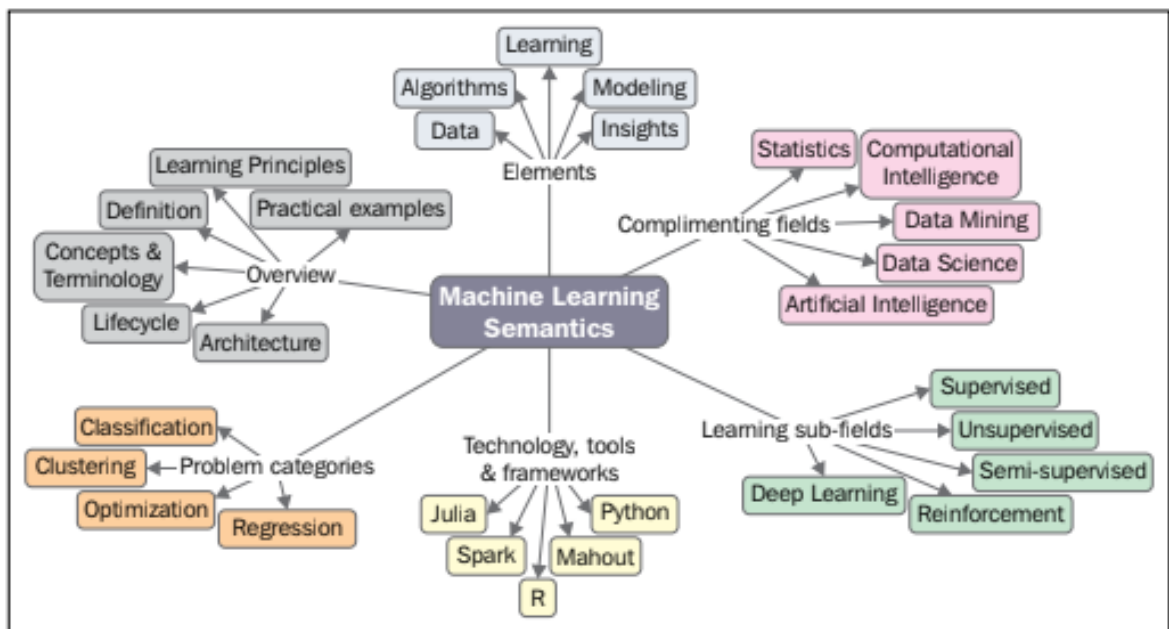 Learning
Algorithms
Modeling
Data
Insights
Elements
Statistics
Computational
Intelligence
Complimenting fields
Data Mining
Data Science
Artificial Intelligence
Learning Principles
Definition
Practical examples
Concepts &
Terminology
Overview
Lifecycle
Architecture
Machine Learning
Semantics
Classification
Clustering
Problem categories
Optimization
Regression
Technology, tools
& frameworks
Julia
Python
Spark
Mahout
R
Supervised
Learning sub-fields
Unsupervised
Semi-supervised
Deep Learning
Reinforcement